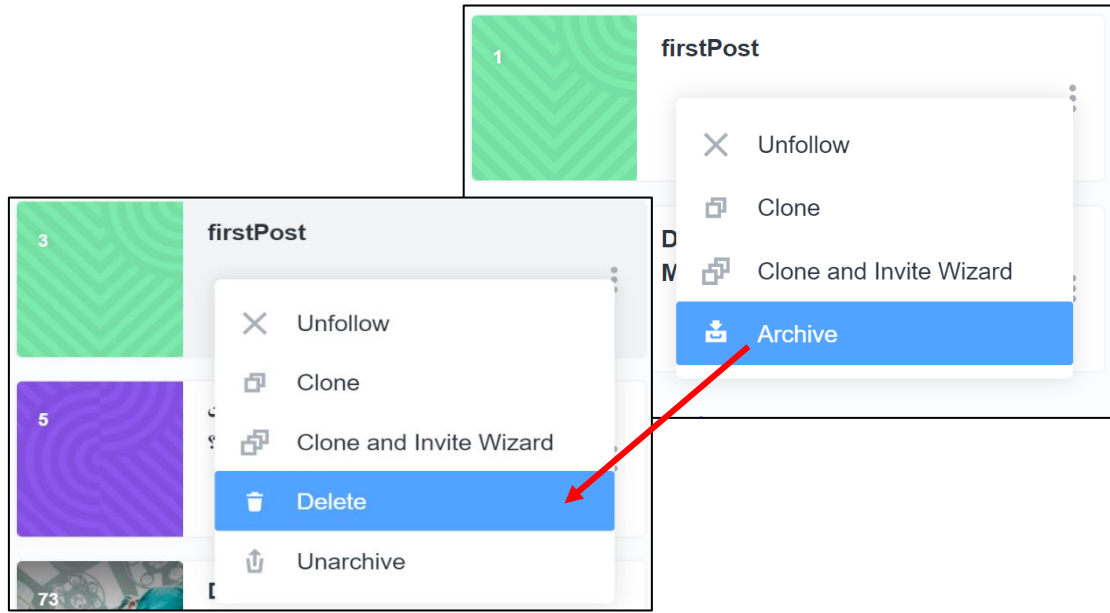 1
firstPost
Unfollow
Clone
D
M
Clone and Invite Wizard
Archive
3
firstPost
Unfollow
Clone
5
؟
Clone and Invite Wizard
Delete
Unarchive
73